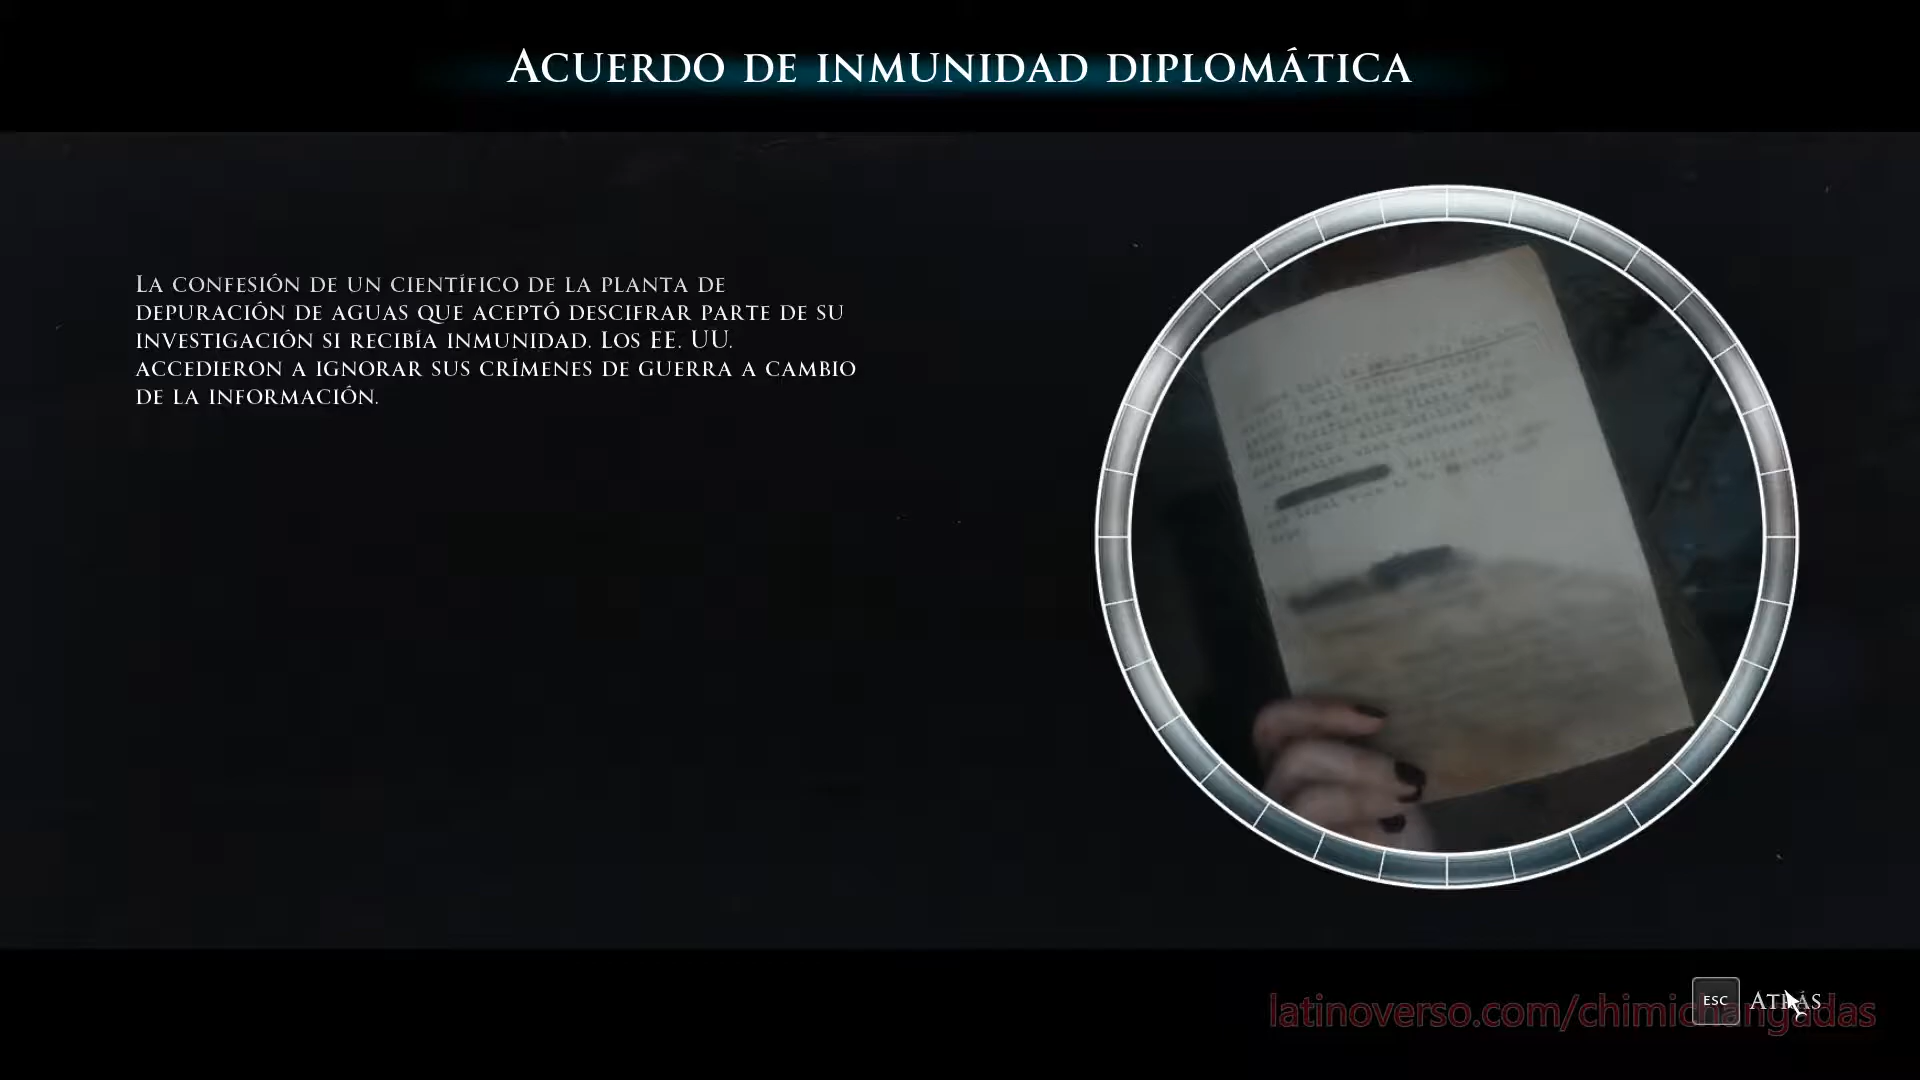 Acuerdo de inmunidad diplomática
La confesión de un científico de la planta de
depuración de aguas que aceptó descifrar parte de su
investigación si recibía inmunidad. Los EE. UU.
accedieron a ignorar sus crímenes de guerra a cambio
de la información.
ESC Atrás
latinoverso.com/chimichangadas